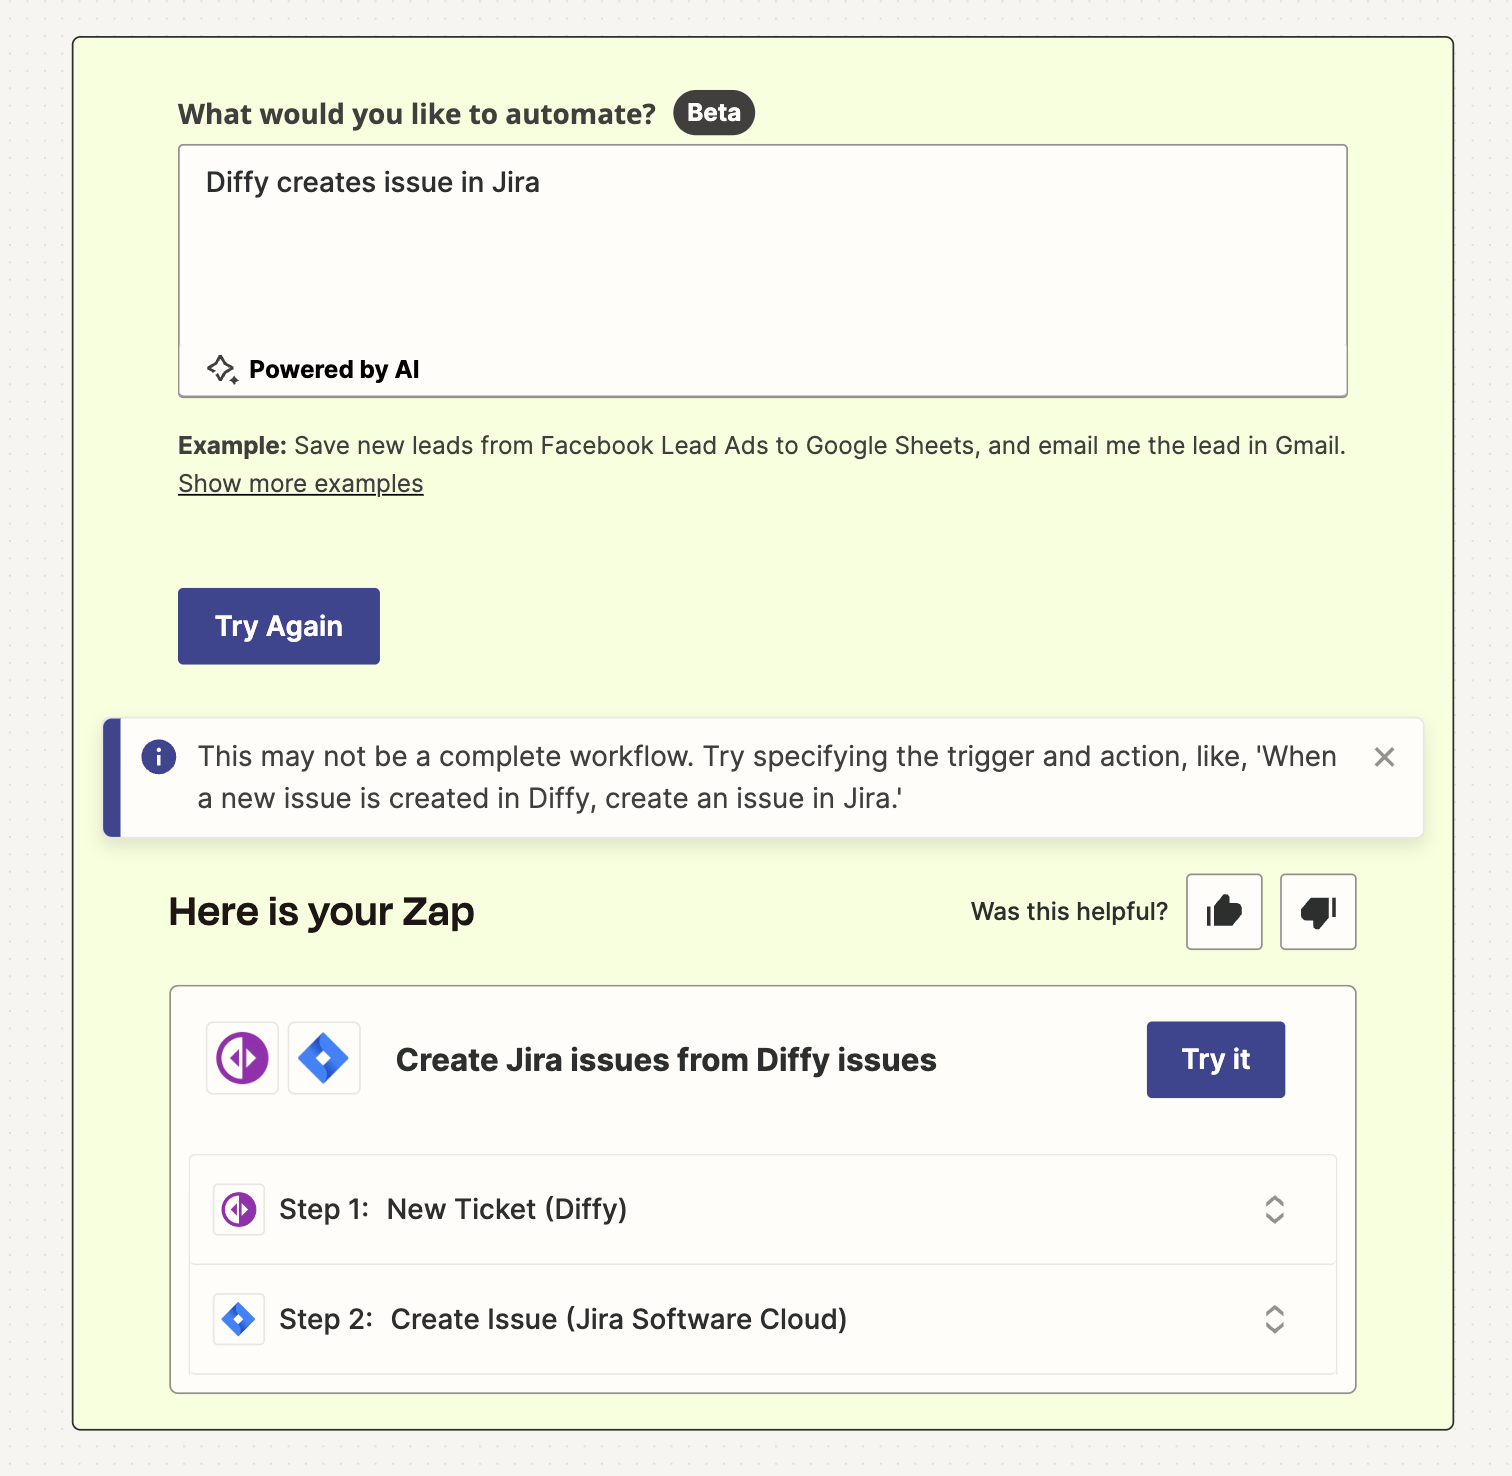 What would you like to automate? Beta
Diffy creates issue in Jira
Powered by AI
Example: Save new leads from Facebook Lead Ads to Google Sheets, and email me the lead in Gmail.
Show more examples
Try Again
This may not be a complete workflow. Try specifying the trigger and action, like, 'When
a new issue is created in Diffy, create an issue in Jira.'
Here is your Zap
Was this helpful?
Create Jira issues from Diffy issues
Try it
Step 1: New Ticket (Diffy)
Step 2: Create Issue (Jira Software Cloud)